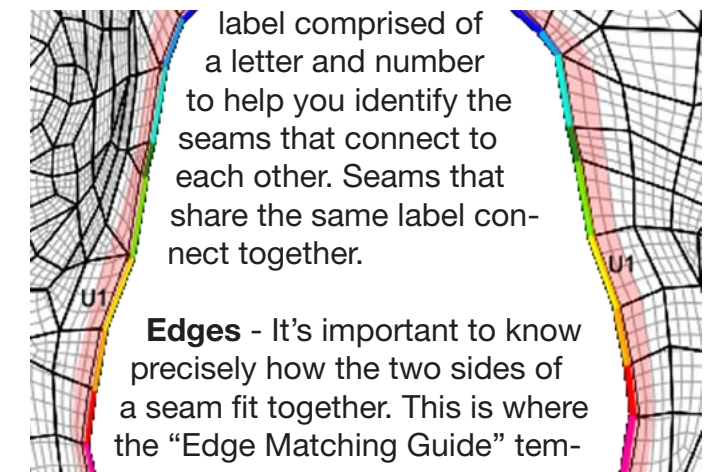 label comprised of
a letter and number
to help you identify the
seams that connect to
each other. Seams that
share the same label con-
nect together.
U1
U1
Edges - It’s important to know
precisely how the two sides of
a seam fit together. This is where
the “Edge Matching Guide” tem-